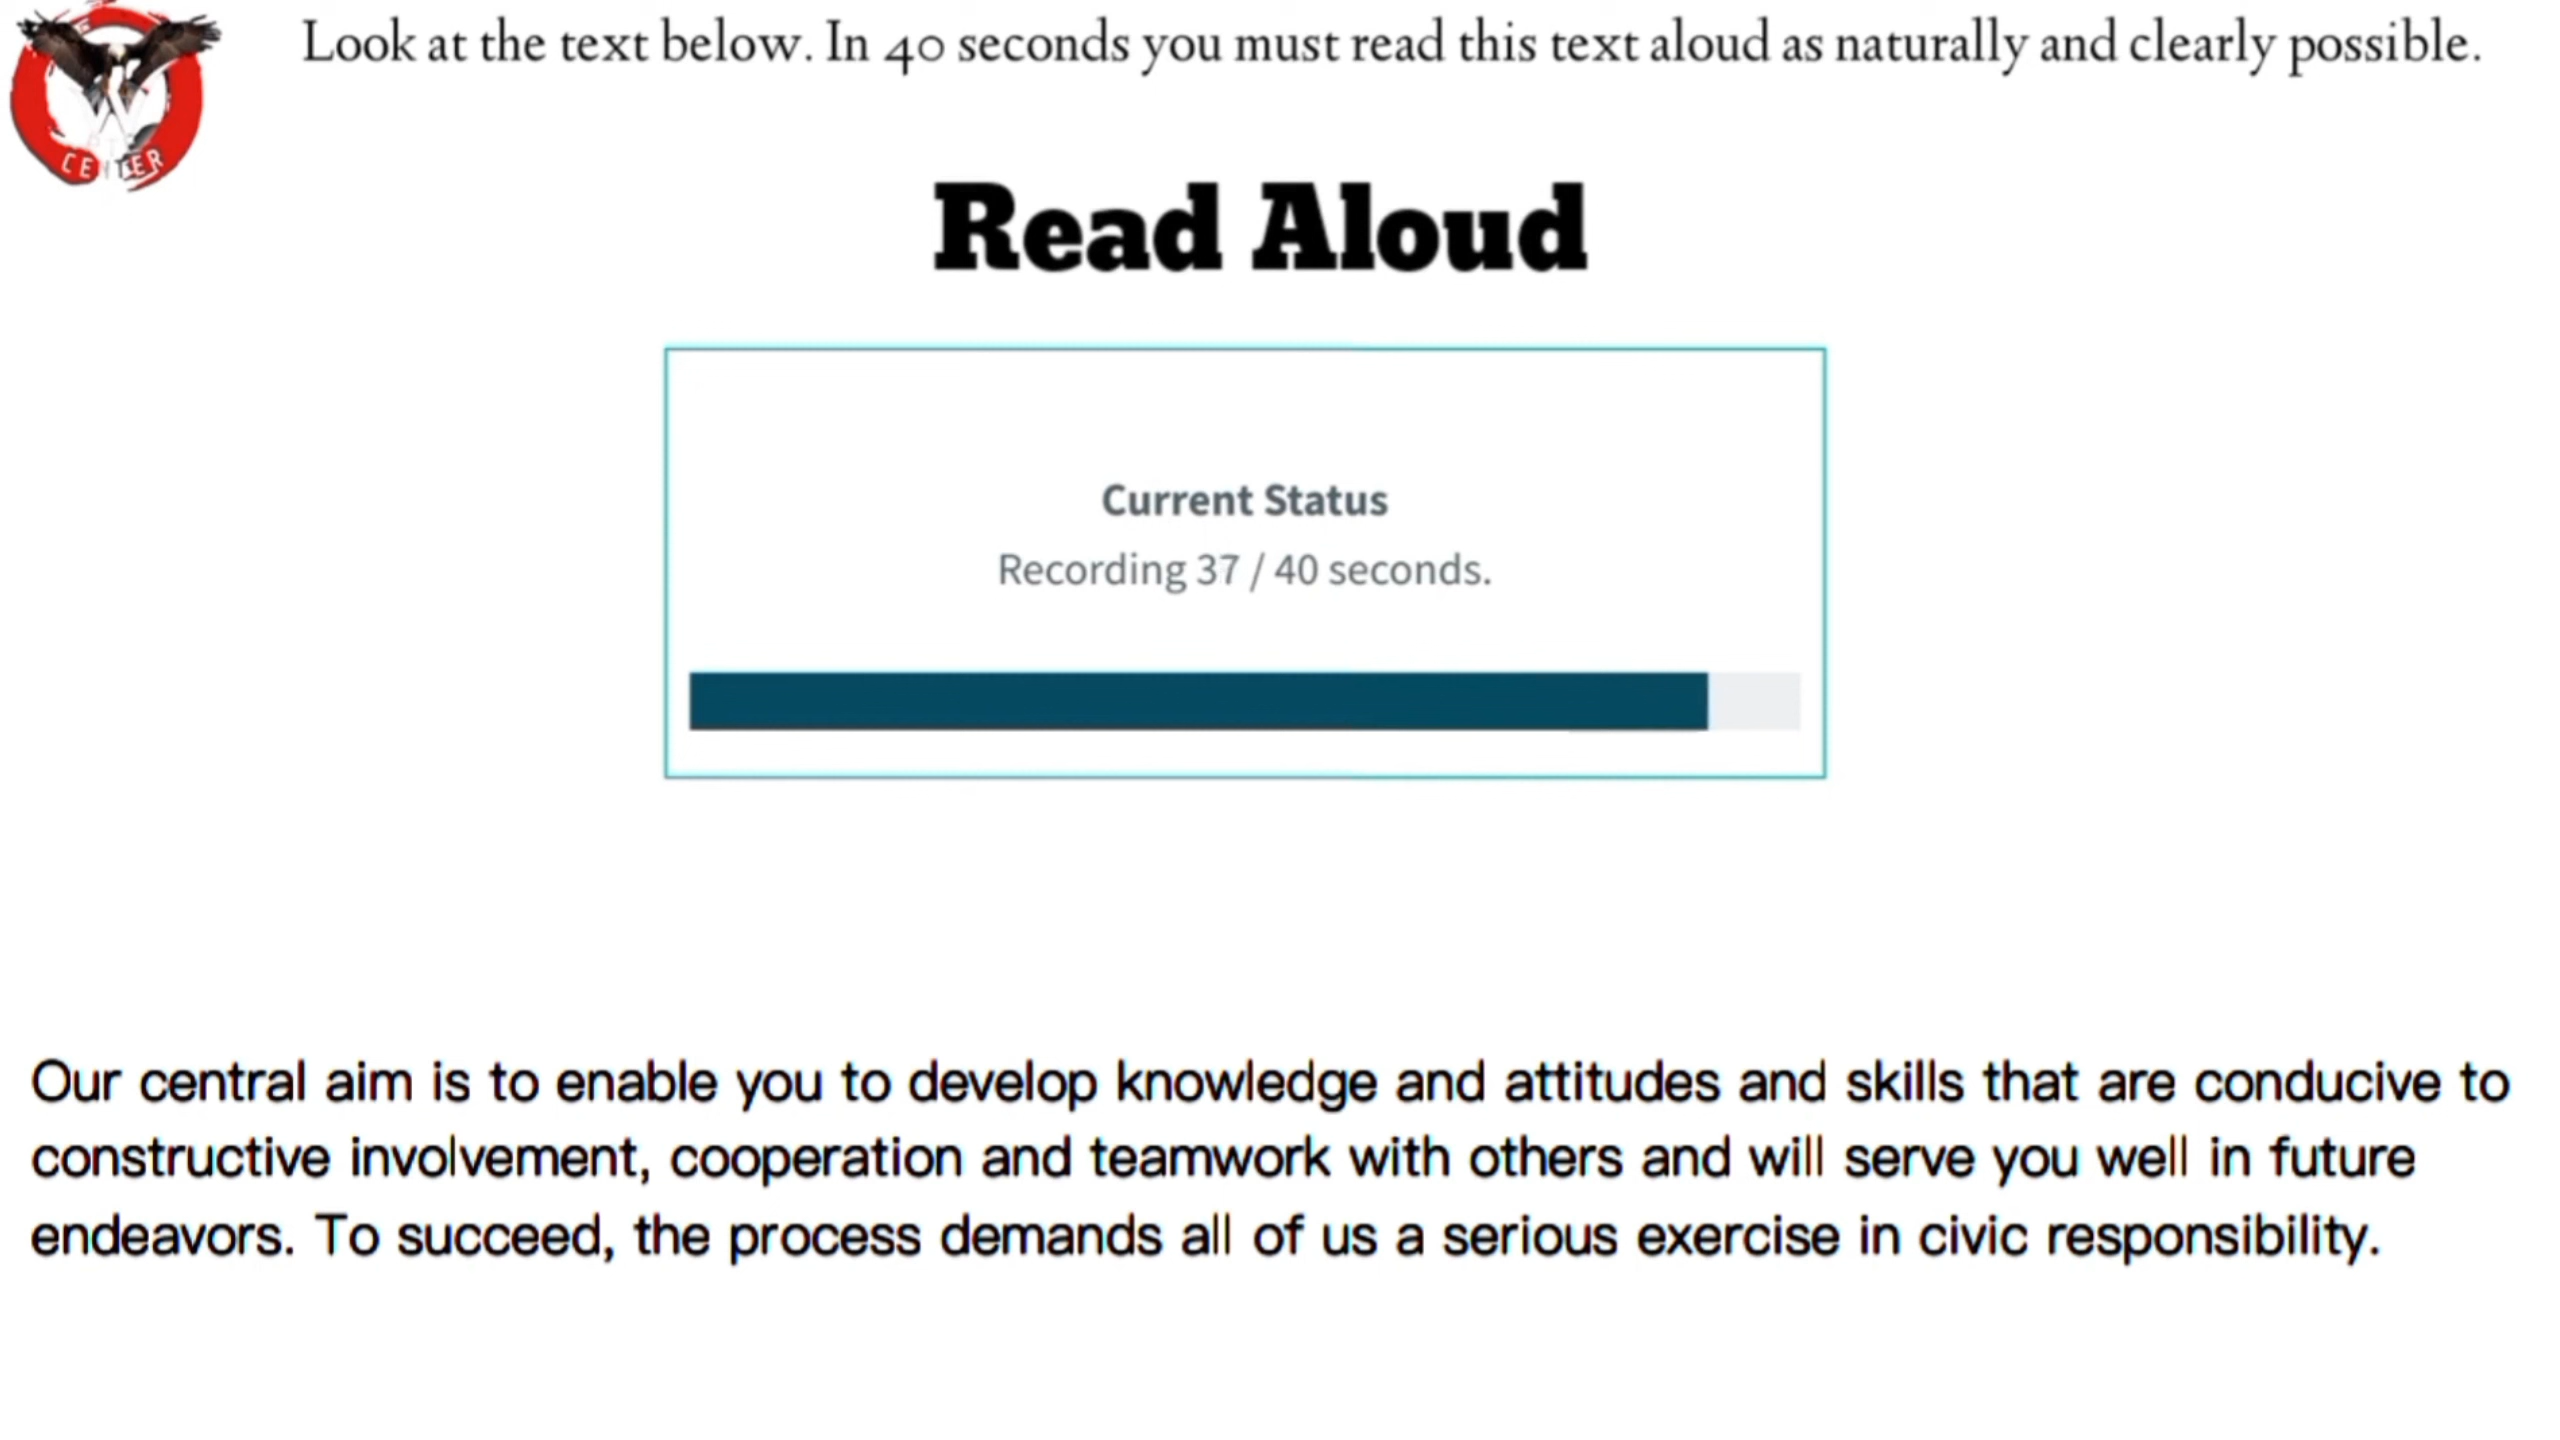 Look at the text below. In 40 seconds you must read this text aloud as naturally and clearly possible.
CENTER
Read Aloud
Current Status
Recording 37 / 40 seconds.
Our central aim is to enable you to develop knowledge and attitudes and skills that are conducive to
constructive involvement, cooperation and teamwork with others and will serve you well in future
endeavors. To succeed, the process demands all of us a serious exercise in civic responsibility.